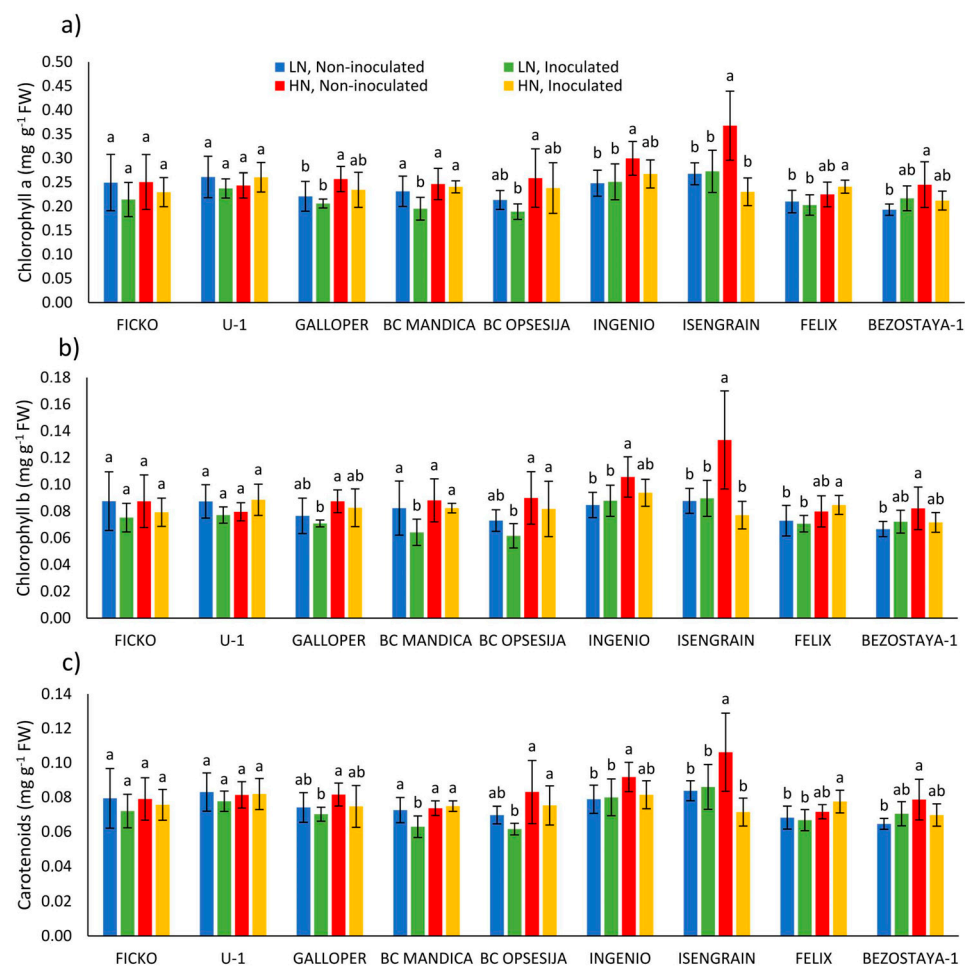 a)
Chlorophyll a (mg g-1 FW)
0.50
0.45
0.40
0.35
0.30
0.25
0.20
0.15
0.10
0.05
0.00
LN, Non-inoculated
LN, Inoculated
HN, Non-inoculated
HN, Inoculated
a a a a
a a a a
b b a ab
a b a a
ab b a ab
b b a ab
b b a b
b b ab a
b ab a ab
FICKO U-1 GALLOPER BC MANDICA BC OPSESIJA INGENIO ISENGRAIN FELIX BEZOSTAYA-1
b)
Chlorophyll b (mg g-1 FW)
0.18
0.16
0.14
0.12
0.10
0.08
0.06
0.04
0.02
0.00
a a a a
a a a a
ab b a ab
a b a a
ab b a a
b b a ab
b b a b
b b ab a
b ab a ab
FICKO U-1 GALLOPER BC MANDICA BC OPSESIJA INGENIO ISENGRAIN FELIX BEZOSTAYA-1
c)
Carotenoids (mg g-1 FW)
0.14
0.12
0.10
0.08
0.06
0.04
0.02
0.00
a a a a
a a a a
ab b a ab
a b a a
ab b a a
b b a ab
b b a b
b b ab a
b ab a ab
FICKO U-1 GALLOPER BC MANDICA BC OPSESIJA INGENIO ISENGRAIN FELIX BEZOSTAYA-1